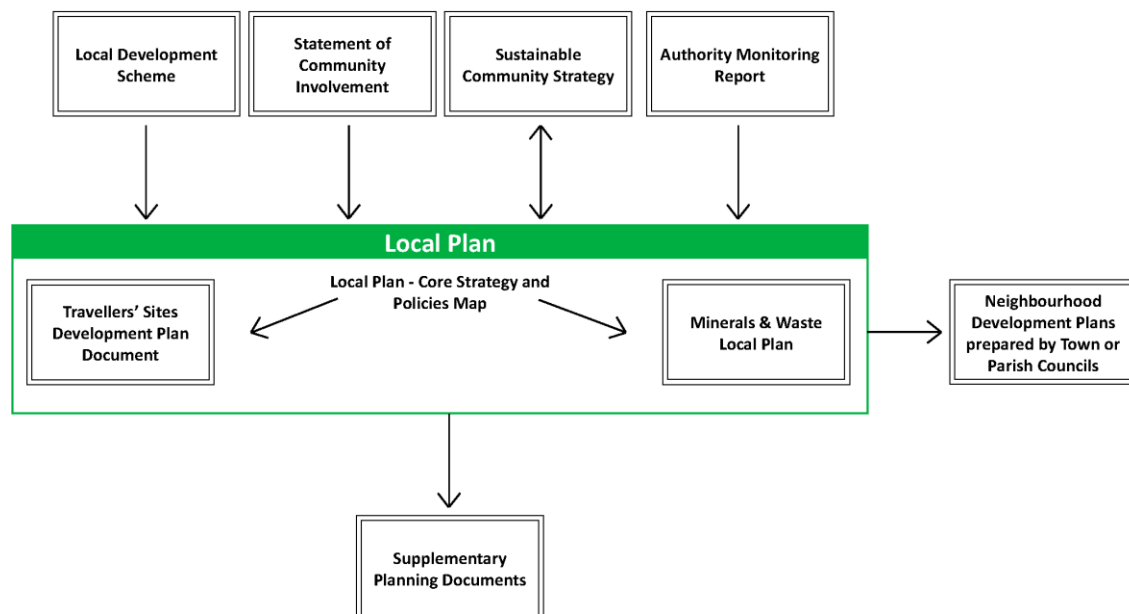 Local Development
Scheme
Statement of
Community
Involvement
Sustainable
Community Strategy
Authority Monitoring
Report
Local Plan
Local Plan - Core Strategy and
Policies Map
Travellers’ Sites
Development Plan
Document
Minerals & Waste
Local Plan
Neighbourhood
Development Plans
prepared by Town or
Parish Councils
Supplementary
Planning Documents